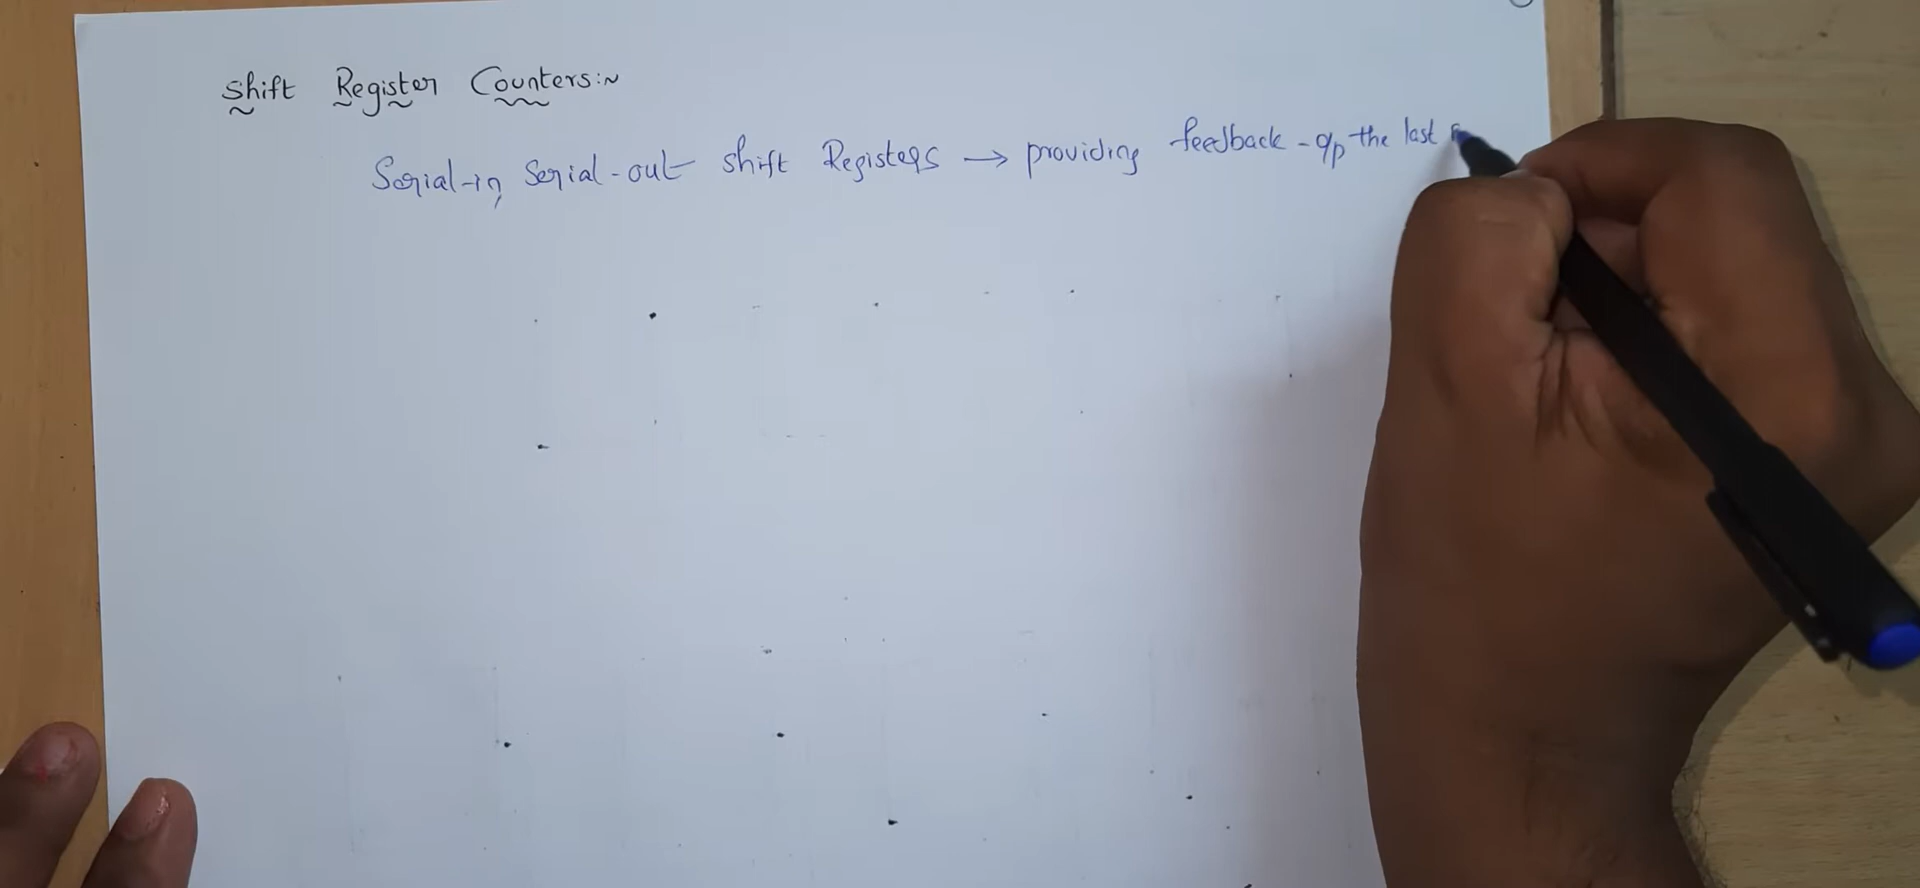 Shift Register Counters:~
Serial-in, Serial-out Shift Registers → providing feedback - o/p the last